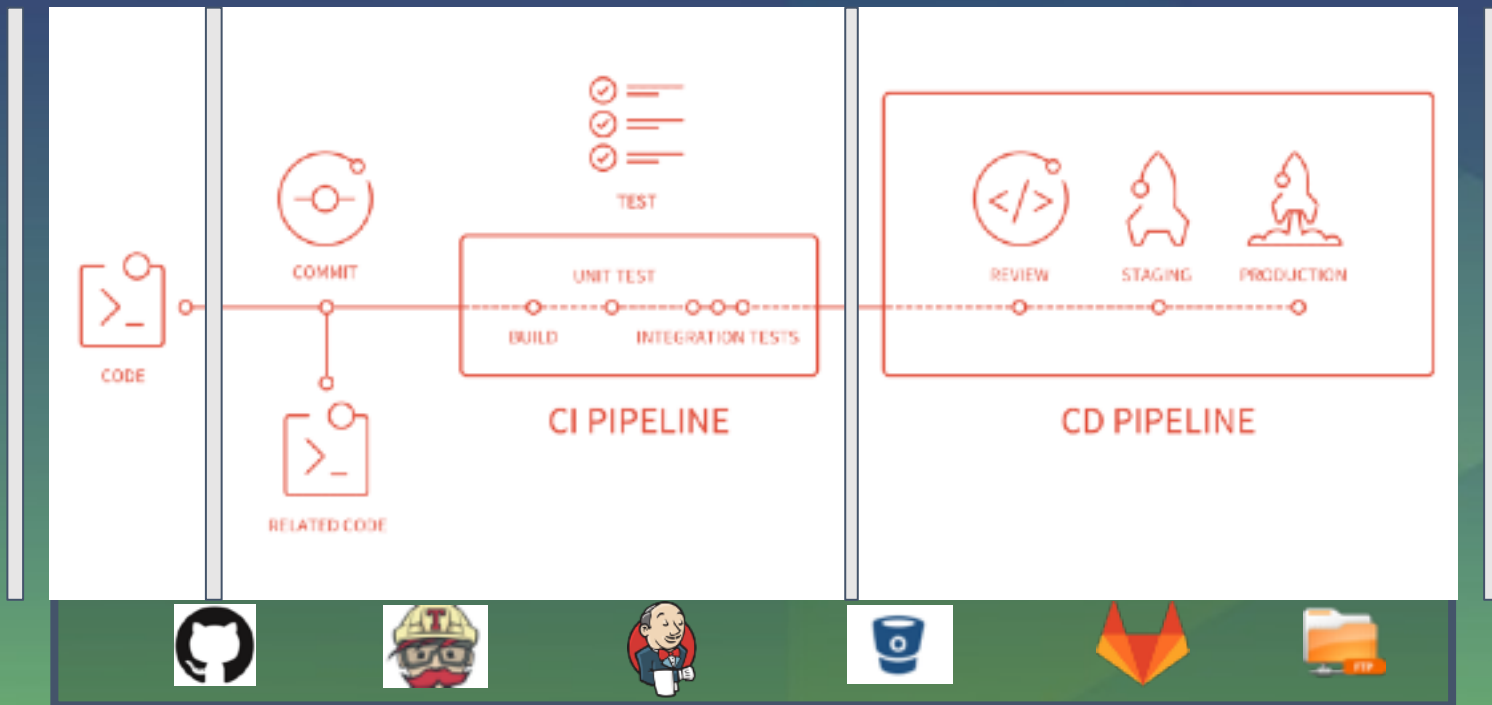 TEST
COMMIT
UNIT TEST
REVIEW
STAGING
PRODUCTION
BUILD
INTEGRATION TESTS
CODE
CI PIPELINE
CD PIPELINE
RELATED CODE
T
FTP